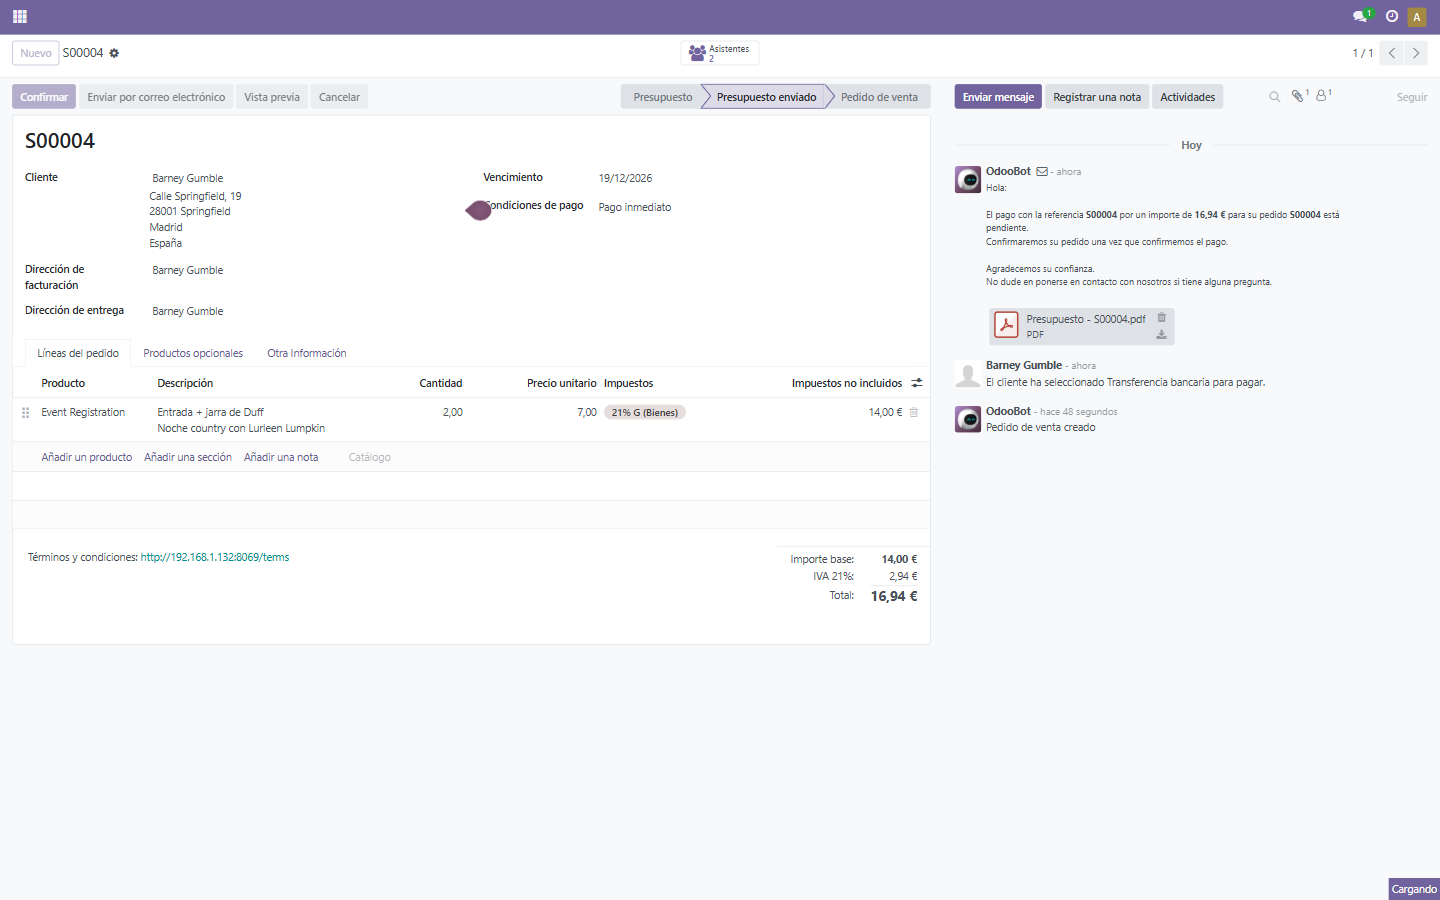 1
A
Nuevo
S00004
Asistentes
2
1 / 1
Confirmar
Enviar por correo electrónico
Vista previa
Cancelar
Presupuesto
Presupuesto enviado
Pedido de venta
Enviar mensaje
Registrar una nota
Actividades
1
1
Seguir
S00004
Cliente
Barney Gumble
Calle Springfield, 19
28001 Springfield
Madrid
España
Vencimiento
19/12/2026
ondiciones de pago
Pago inmediato
Dirección de
facturación
Barney Gumble
Dirección de entrega
Barney Gumble
Líneas del pedido
Productos opcionales
Otra Información
Producto
Descripción
Cantidad
Precio unitario
Impuestos
Impuestos no incluidos
Event Registration
Entrada + jarra de Duff
Noche country con Lurleen Lumpkin
2,00
7,00
21% G (Bienes)
14,00 €
Añadir un producto
Añadir una sección
Añadir una nota
Catálogo
Términos y condiciones: http://192.168.1.132:8069/terms
Importe base: 14,00 €
IVA 21%: 2,94 €
Total: 16,94 €
Hoy
OdooBot - ahora
Hola:
El pago con la referencia S00004 por un importe de 16,94 € para su pedido S00004 está
pendiente.
Confirmaremos su pedido una vez que confirmemos el pago.
Agradecemos su confianza.
No dude en ponerse en contacto con nosotros si tiene alguna pregunta.
Presupuesto - S00004.pdf
PDF
Barney Gumble - ahora
El cliente ha seleccionado Transferencia bancaria para pagar.
OdooBot - hace 48 segundos
Pedido de venta creado
Cargando